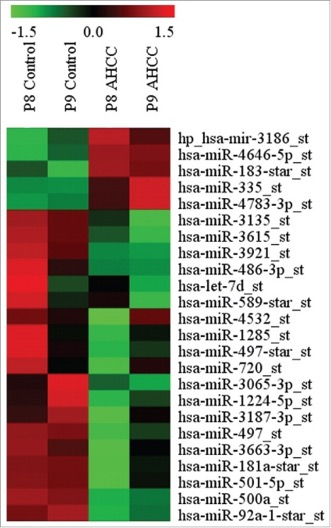 -1.5 0.0 1.5
P8 Control
P9 Control
P8 AHCC
P9 AHCC
hp_hsa-mir-3186_st
hsa-miR-4646-5p_st
hsa-miR-183-star_st
hsa-miR-335_st
hsa-miR-4783-3p_st
hsa-miR-3135_st
hsa-miR-3615_st
hsa-miR-3921_st
hsa-miR-486-3p_st
hsa-let-7d_st
hsa-miR-589-star_st
hsa-miR-4532_st
hsa-miR-1285_st
hsa-miR-497-star_st
hsa-miR-720_st
hsa-miR-3065-3p_st
hsa-miR-1224-5p_st
hsa-miR-3187-3p_st
hsa-miR-497_st
hsa-miR-3663-3p_st
hsa-miR-181a-star_st
hsa-miR-501-5p_st
hsa-miR-500a_st
hsa-miR-92a-1-star_st